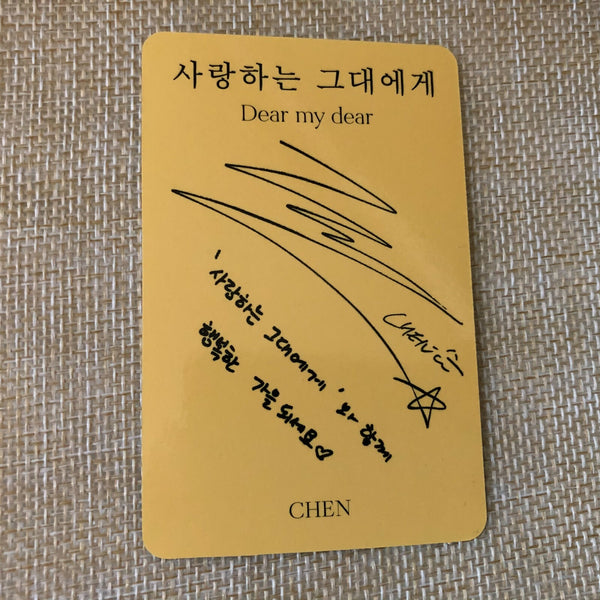 사랑하는 그대에게
Dear my dear
CHEN
'사랑하는 그대에게'와 함께
행복한 가을 되세요♡
CHEN